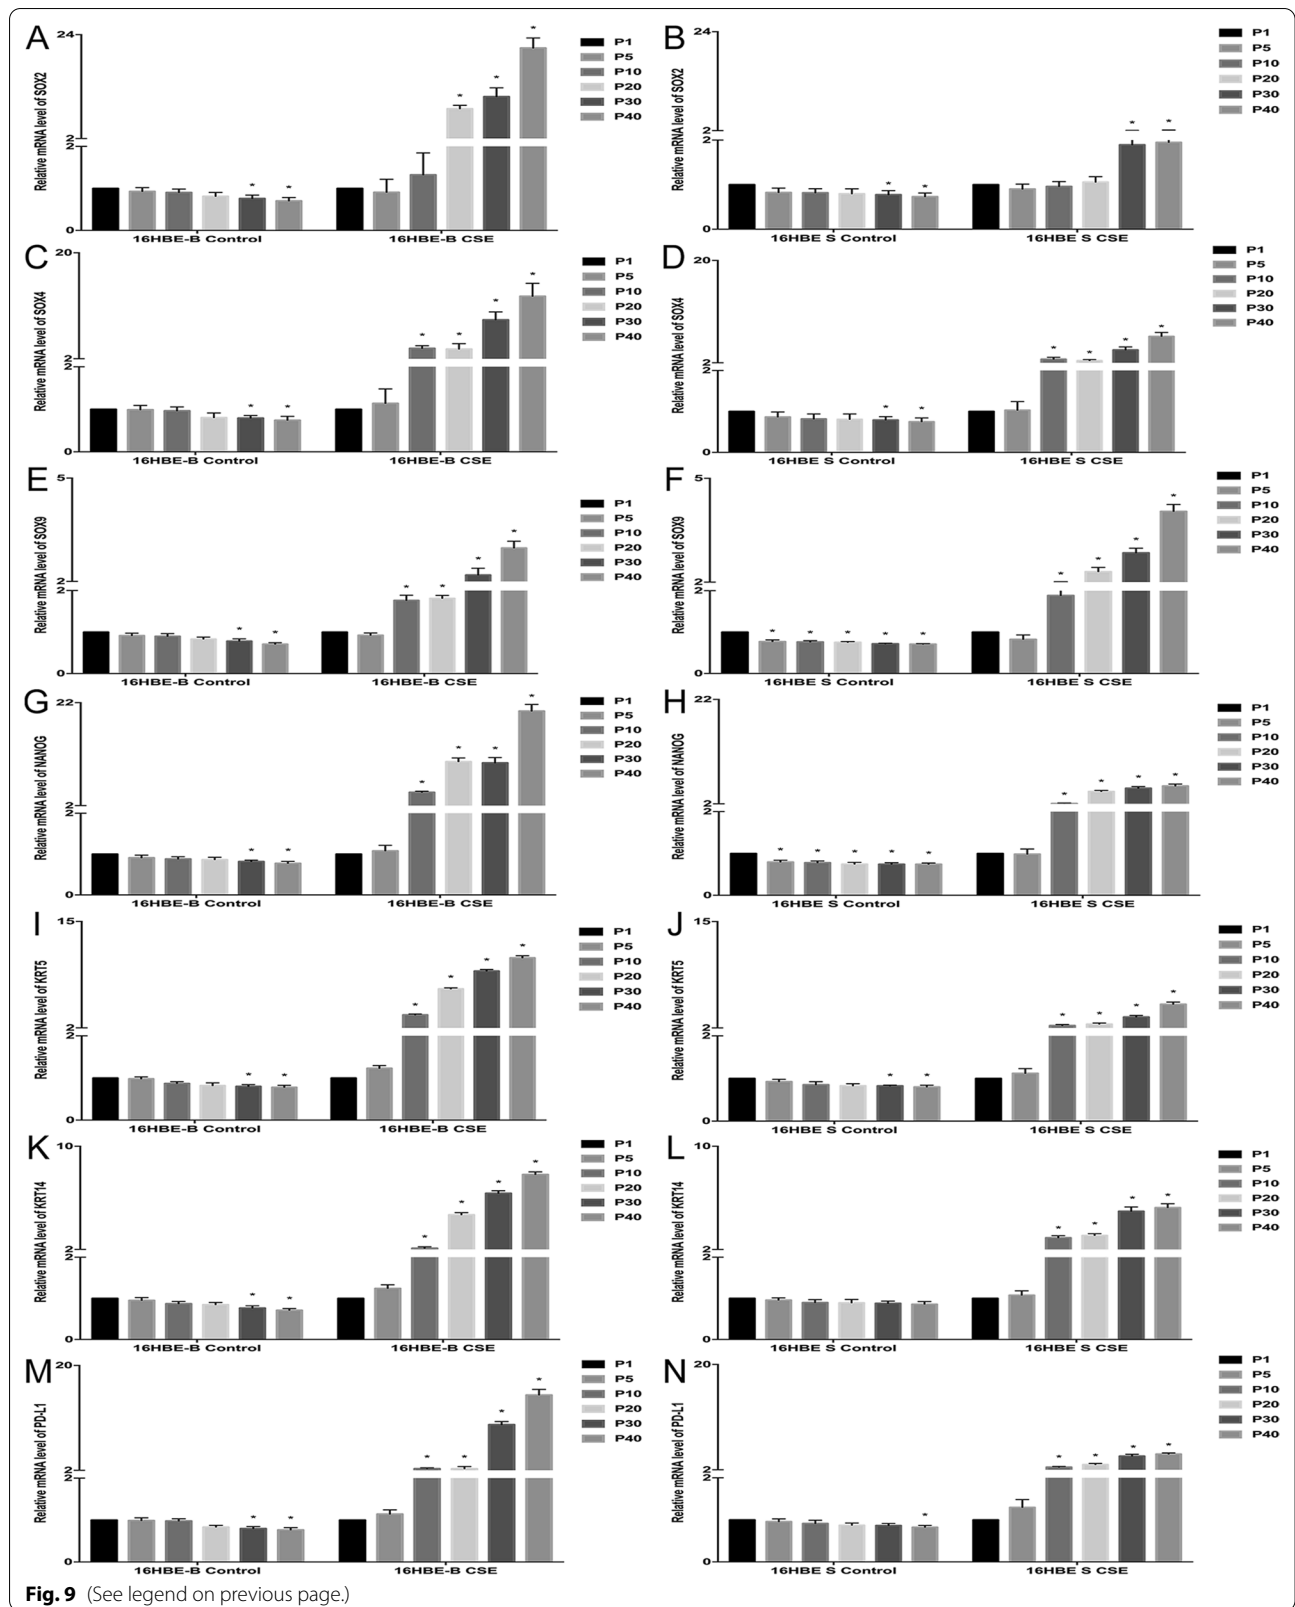 A
Relative mRNA level of SOX2
24
2
2
0
* * * * *
16HBE-B Control
16HBE-B CSE
P1
P5
P10
P20
P30
P40
B
Relative mRNA level of SOX2
24
2
2
0
* * * *
16HBE S Control
16HBE S CSE
P1
P5
P10
P20
P30
P40
C
Relative mRNA level of SOX4
20
2
2
0
* * * * * *
16HBE-B Control
16HBE-B CSE
P1
P5
P10
P20
P30
P40
D
Relative mRNA level of SOX4
20
2
2
0
* * * * * *
16HBE S Control
16HBE S CSE
P1
P5
P10
P20
P30
P40
E
Relative mRNA level of SOX9
5
2
2
0
* * * * * *
16HBE-B Control
16HBE-B CSE
P1
P5
P10
P20
P30
P40
F
Relative mRNA level of SOX9
5
2
2
0
* * * * * * * * *
16HBE S Control
16HBE S CSE
P1
P5
P10
P20
P30
P40
G
Relative mRNA level of NANOG
22
2
2
0
* * * * * *
16HBE-B Control
16HBE-B CSE
P1
P5
P10
P20
P30
P40
H
Relative mRNA level of NANOG
22
2
2
0
* * * * * * * * *
16HBE S Control
16HBE S CSE
P1
P5
P10
P20
P30
P40
I
Relative mRNA level of KRT5
15
2
2
0
* * * * * *
16HBE-B Control
16HBE-B CSE
P1
P5
P10
P20
P30
P40
J
Relative mRNA level of KRT5
15
2
2
0
* * * * * *
16HBE S Control
16HBE S CSE
P1
P5
P10
P20
P30
P40
K
Relative mRNA level of KRT14
10
2
2
0
* * * * * *
16HBE-B Control
16HBE-B CSE
P1
P5
P10
P20
P30
P40
L
Relative mRNA level of KRT14
10
2
2
0
* * * *
16HBE S Control
16HBE S CSE
P1
P5
P10
P20
P30
P40
M
Relative mRNA level of PD-L1
20
2
2
0
* * * * * *
16HBE-B Control
16HBE-B CSE
P1
P5
P10
P20
P30
P40
N
Relative mRNA level of PD-L1
20
2
2
0
* * * * *
16HBE S Control
16HBE S CSE
P1
P5
P10
P20
P30
P40
Fig. 9 (See legend on previous page.)